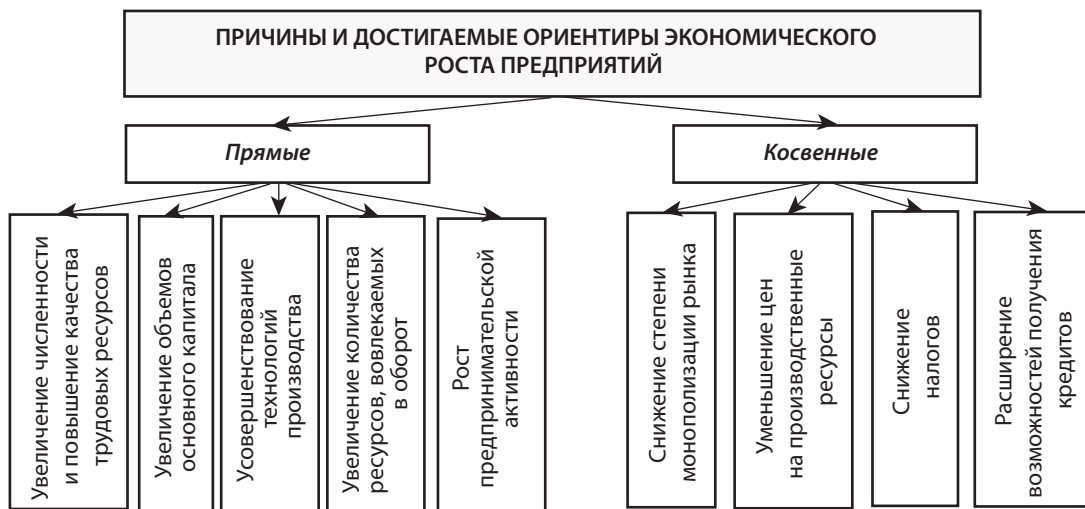 ПРИЧИНЫ И ДОСТИГАЕМЫЕ ОРИЕНТИРЫ ЭКОНОМИЧЕСКОГО
РОСТА ПРЕДПРИЯТИЙ
Прямые
Косвенные
Увеличение численности
и повышение качества
трудовых ресурсов
Увеличение объемов
основного капитала
Усовершенствование
технологий
производства
Увеличение количества
ресурсов, вовлекаемых
в оборот
Рост
предпринимательской
активности
Снижение степени
монополизации рынка
Уменьшение цен
на производственные
ресурсы
Снижение
налогов
Расширение
возможностей получения
кредитов